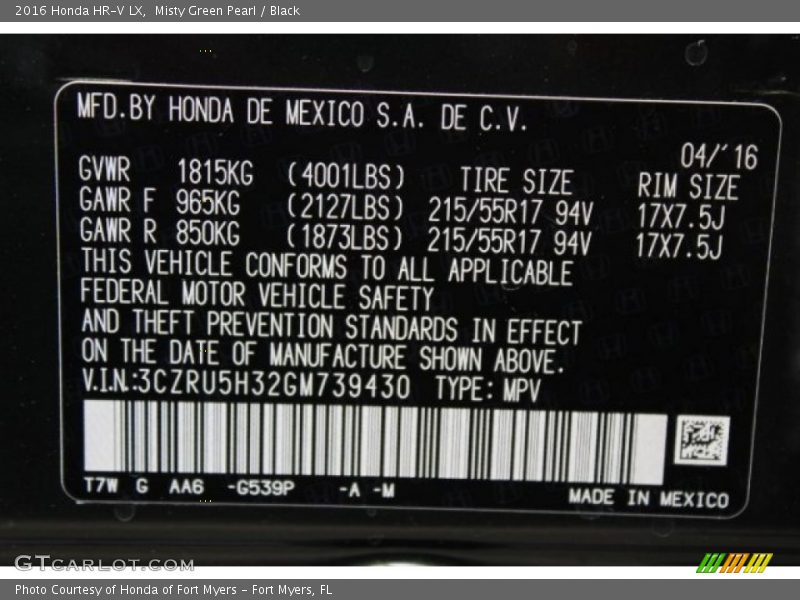 2016 Honda HR-V LX, Misty Green Pearl / Black
MFD.BY HONDA DE MEXICO S.A. DE C.V.
04/'16
GVWR 1815KG (4001LBS) TIRE SIZE RIM SIZE
GAWR F 965KG (2127LBS) 215/55R17 94V 17X7.5J
GAWR R 850KG (1873LBS) 215/55R17 94V 17X7.5J
THIS VEHICLE CONFORMS TO ALL APPLICABLE
FEDERAL MOTOR VEHICLE SAFETY
AND THEFT PREVENTION STANDARDS IN EFFECT
ON THE DATE OF MANUFACTURE SHOWN ABOVE.
V.I.N.:3CZRU5H32GM739430 TYPE: MPV
T7W G AA6 -G539P -A -M MADE IN MEXICO
GTCARLOT.COM
Photo Courtesy of Honda of Fort Myers - Fort Myers, FL